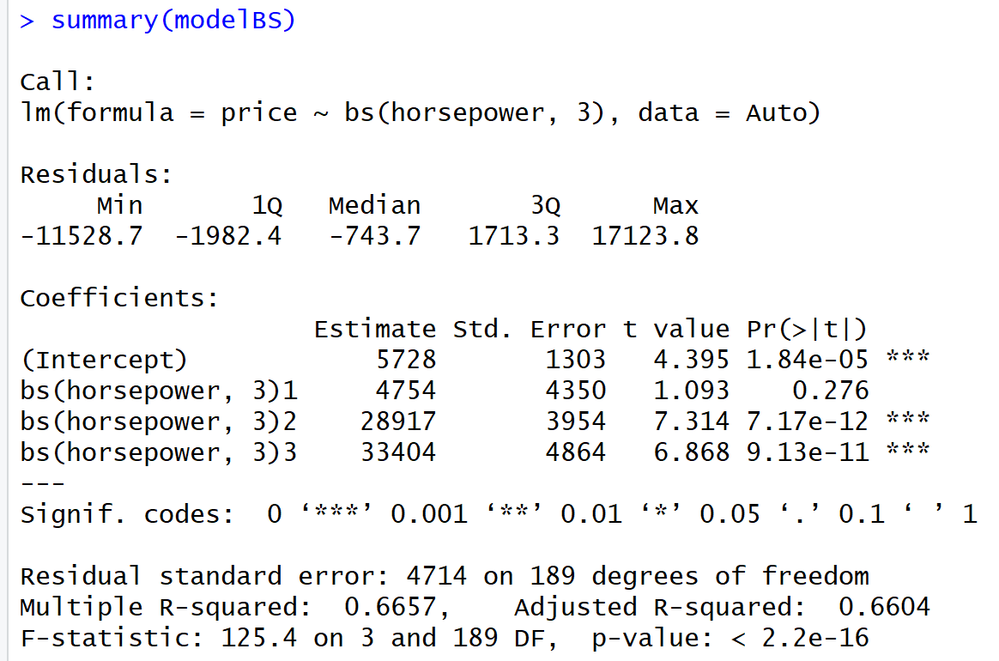 > summary(modelBS)
Call:
lm(formula = price ~ bs(horsepower, 3), data = Auto)
Residuals:
     Min       1Q   Median       3Q      Max
-11528.7  -1982.4   -743.7   1713.3  17123.8
Coefficients:
                   Estimate Std. Error t value Pr(>|t|)
(Intercept)            5728       1303   4.395 1.84e-05 ***
bs(horsepower, 3)1     4754       4350   1.093    0.276
bs(horsepower, 3)2    28917       3954   7.314 7.17e-12 ***
bs(horsepower, 3)3    33404       4864   6.868 9.13e-11 ***
---
Signif. codes:  0 ‘***’ 0.001 ‘**’ 0.01 ‘*’ 0.05 ‘.’ 0.1 ‘ ’ 1
Residual standard error: 4714 on 189 degrees of freedom
Multiple R-squared:  0.6657,    Adjusted R-squared:  0.6604
F-statistic: 125.4 on 3 and 189 DF,  p-value: < 2.2e-16